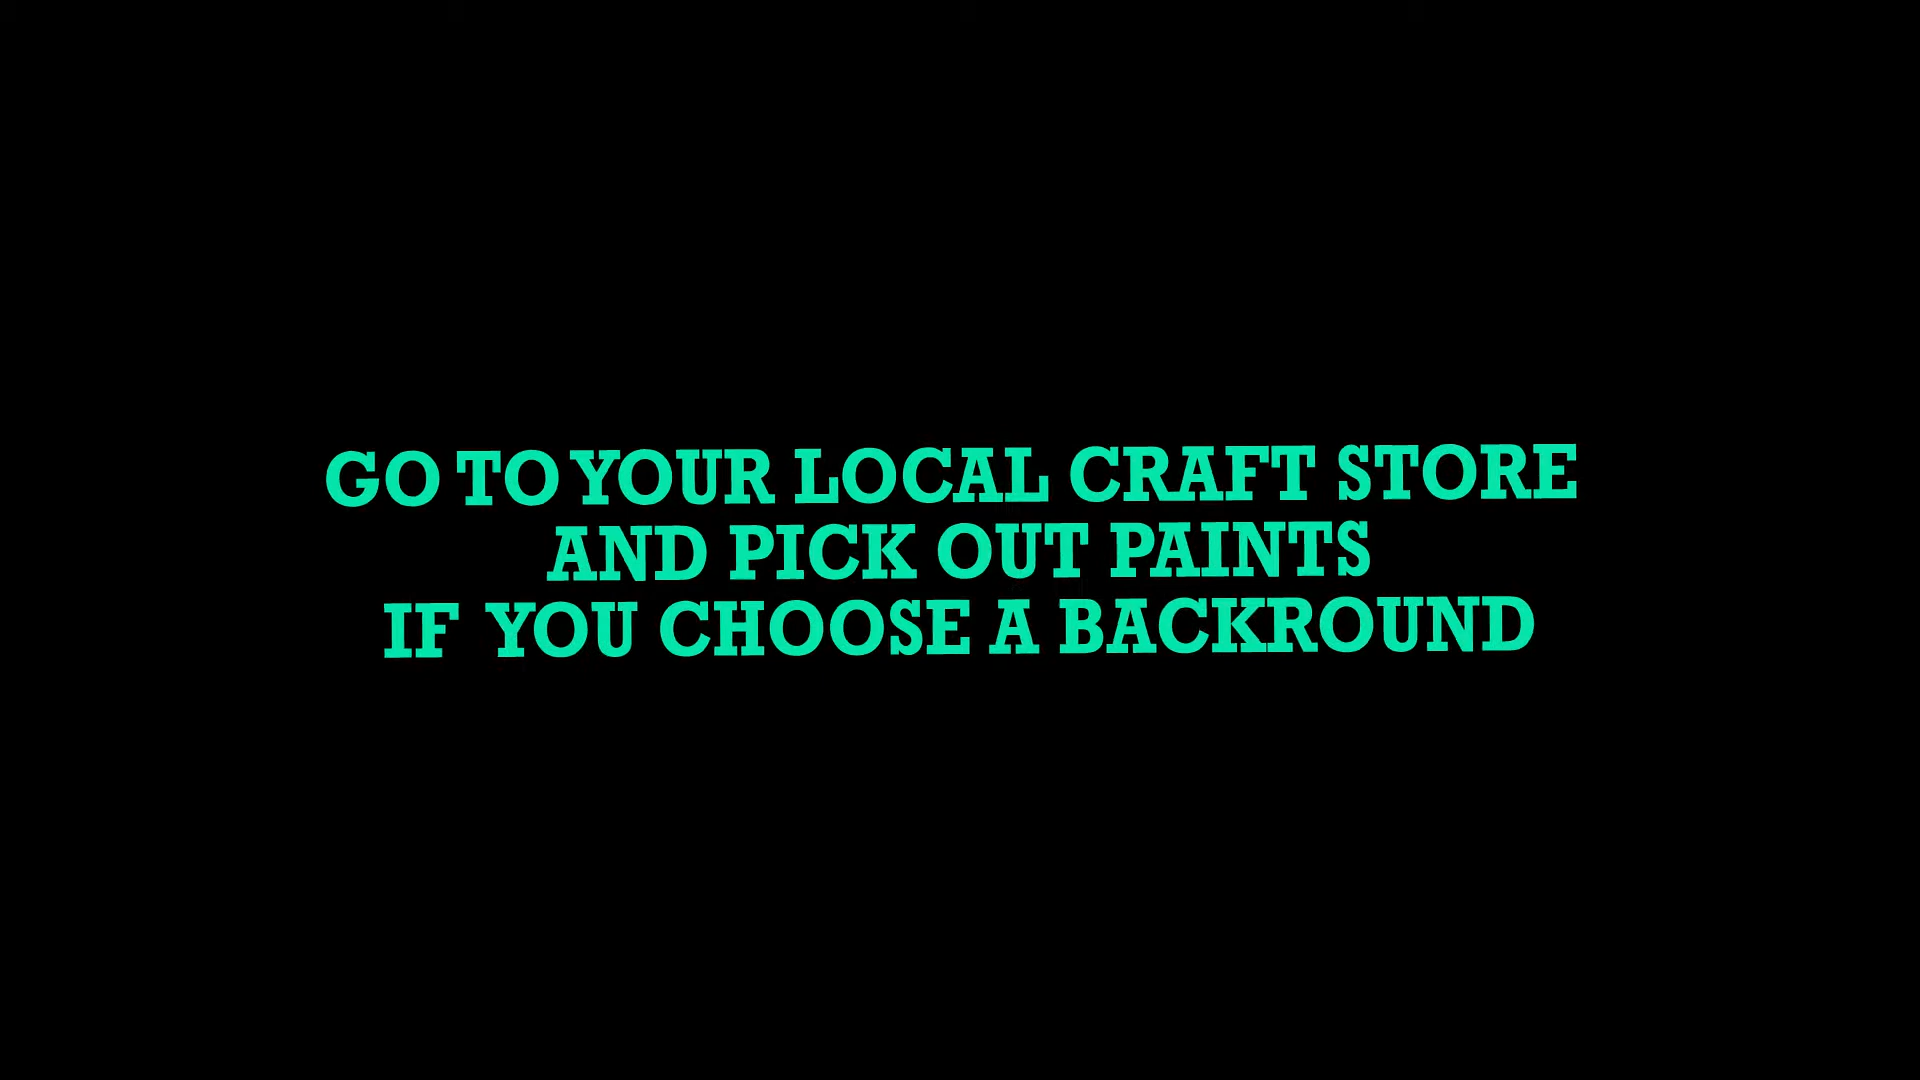 GO TO YOUR LOCAL CRAFT STORE
AND PICK OUT PAINTS
IF YOU CHOOSE A BACKROUND